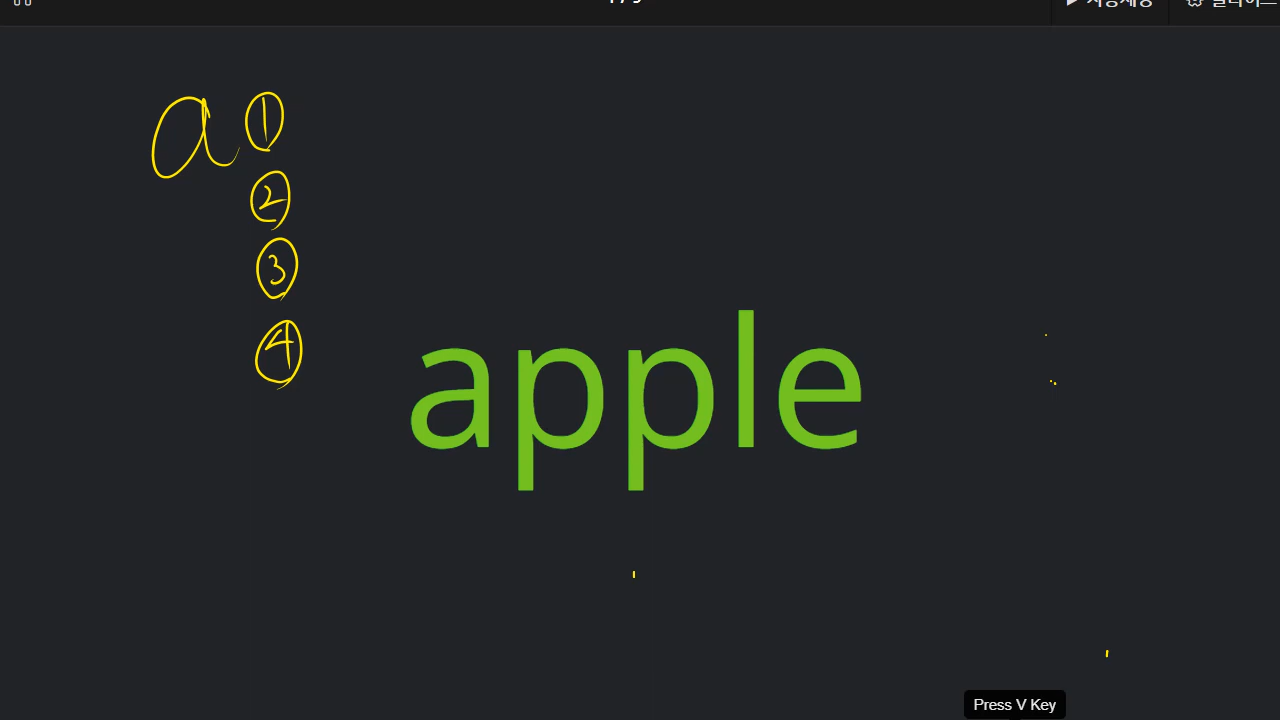 a ①
②
③
④
apple
Press V Key